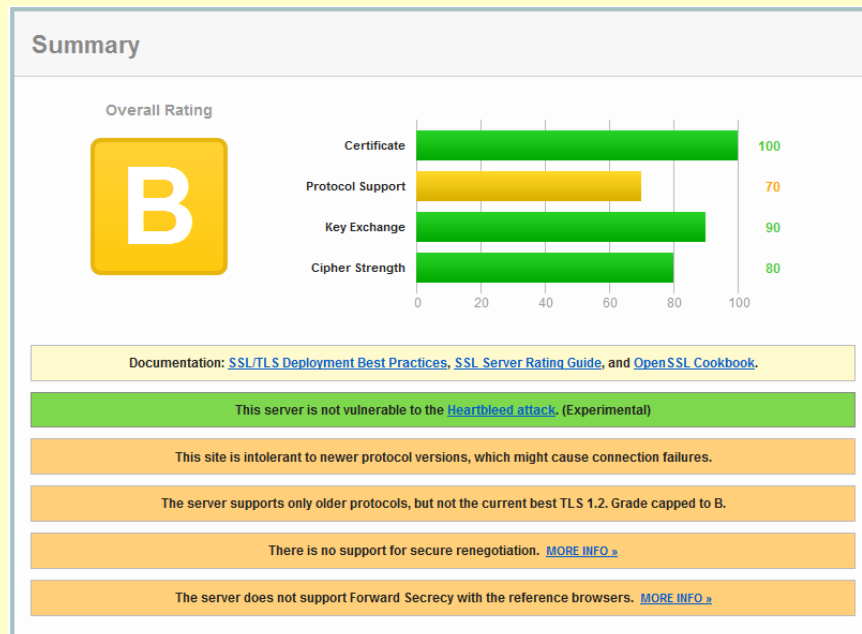 Summary
Overall Rating
B
Certificate 100
Protocol Support 70
Key Exchange 90
Cipher Strength 80
0 20 40 60 80 100
Documentation: SSL/TLS Deployment Best Practices, SSL Server Rating Guide, and OpenSSL Cookbook.
This server is not vulnerable to the Heartbleed attack. (Experimental)
This site is intolerant to newer protocol versions, which might cause connection failures.
The server supports only older protocols, but not the current best TLS 1.2. Grade capped to B.
There is no support for secure renegotiation. MORE INFO »
The server does not support Forward Secrecy with the reference browsers. MORE INFO »